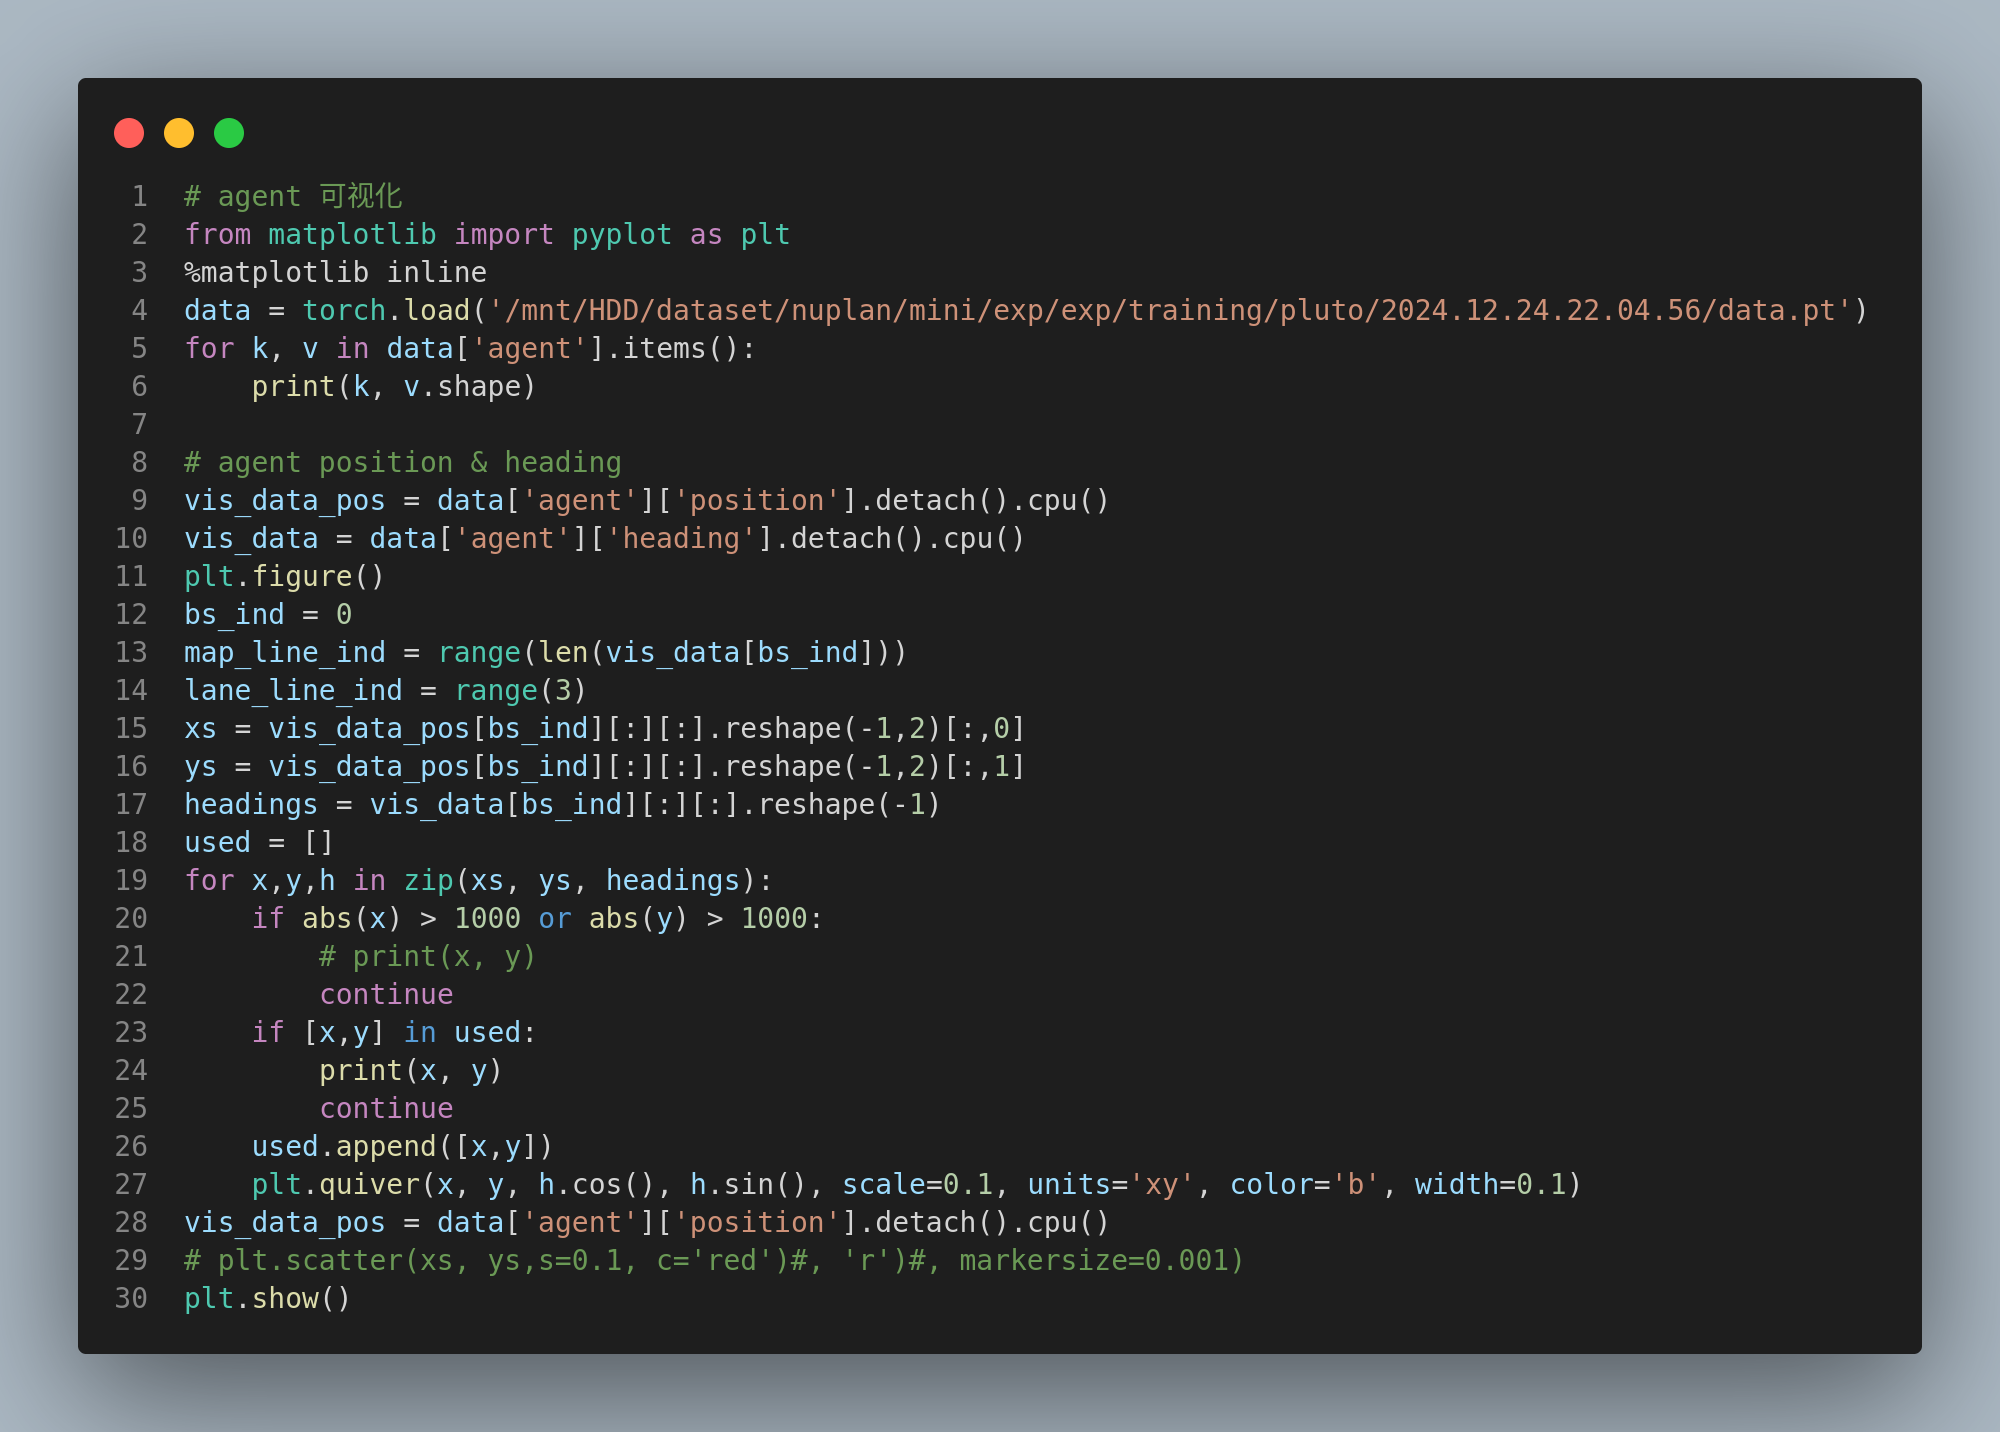 1 # agent 可视化
2 from matplotlib import pyplot as plt
3 %matplotlib inline
4 data = torch.load('/mnt/HDD/dataset/nuplan/mini/exp/exp/training/pluto/2024.12.24.22.04.56/data.pt')
5 for k, v in data['agent'].items():
6     print(k, v.shape)
7
8 # agent position & heading
9 vis_data_pos = data['agent']['position'].detach().cpu()
10 vis_data = data['agent']['heading'].detach().cpu()
11 plt.figure()
12 bs_ind = 0
13 map_line_ind = range(len(vis_data[bs_ind]))
14 lane_line_ind = range(3)
15 xs = vis_data_pos[bs_ind][:][:].reshape(-1,2)[:,0]
16 ys = vis_data_pos[bs_ind][:][:].reshape(-1,2)[:,1]
17 headings = vis_data[bs_ind][:][:].reshape(-1)
18 used = []
19 for x,y,h in zip(xs, ys, headings):
20     if abs(x) > 1000 or abs(y) > 1000:
21         # print(x, y)
22         continue
23     if [x,y] in used:
24         print(x, y)
25         continue
26     used.append([x,y])
27     plt.quiver(x, y, h.cos(), h.sin(), scale=0.1, units='xy', color='b', width=0.1)
28 vis_data_pos = data['agent']['position'].detach().cpu()
29 # plt.scatter(xs, ys,s=0.1, c='red')#, 'r')#, markersize=0.001)
30 plt.show()